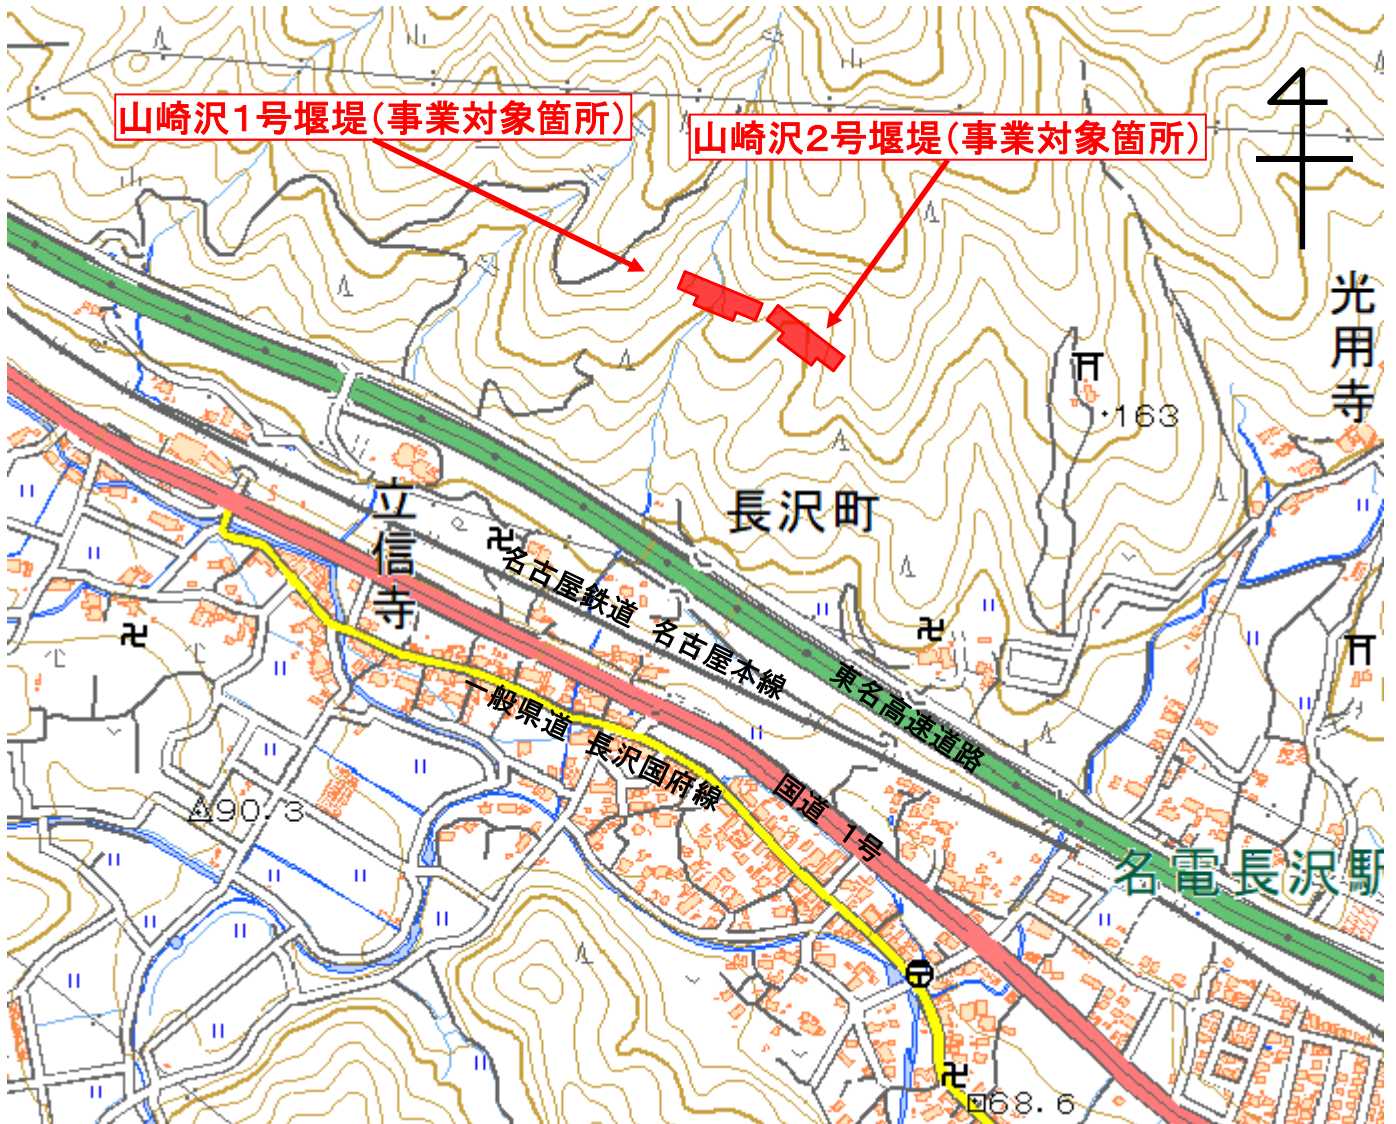 山崎沢1号堰堤(事業対象箇所)
山崎沢2号堰堤(事業対象箇所)
光用寺
・163
立信寺
長沢町
名古屋鉄道 名古屋本線
東名高速道路
一般県道 長沢国府線
国道 1号
90.3
名電長沢駅
68.6